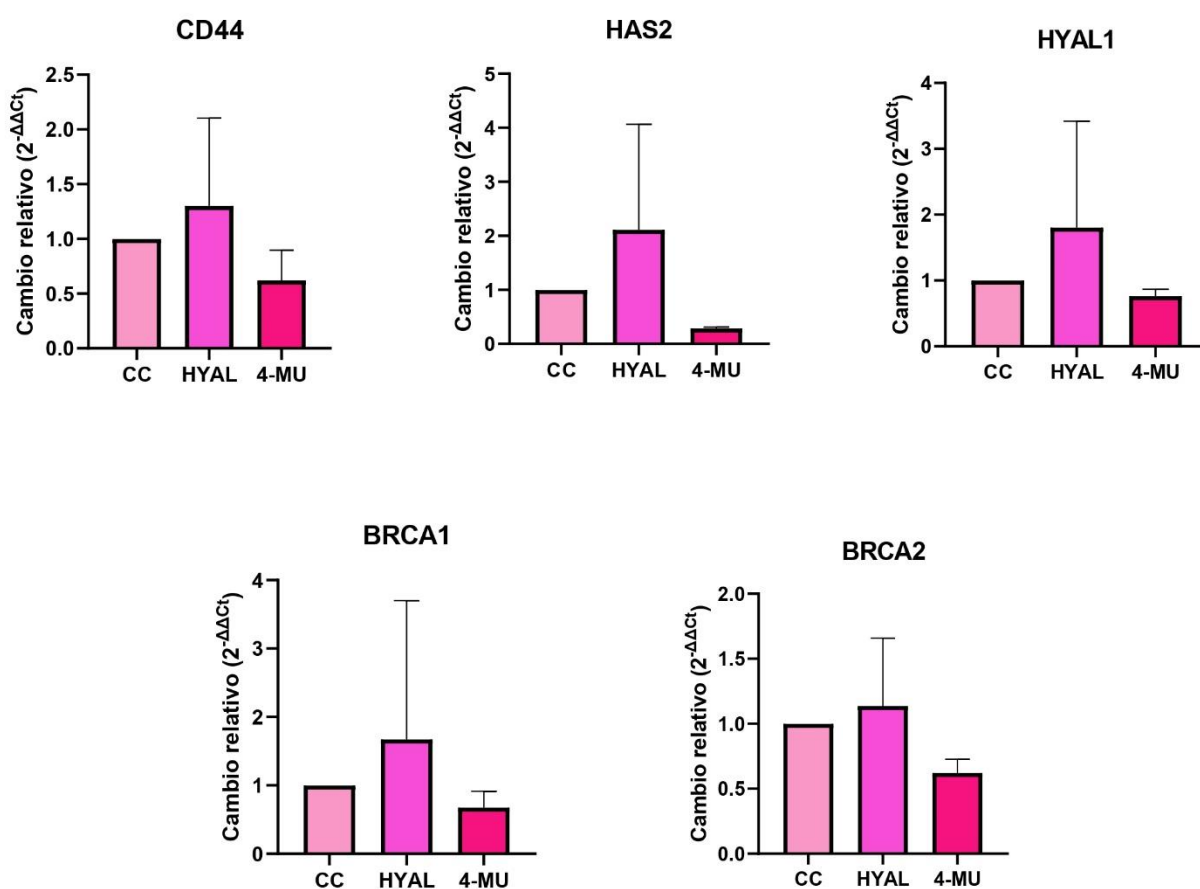 CD44
Cambio relativo (2^-ΔΔCt)
2.5
2.0
1.5
1.0
0.5
0.0
CC HYAL 4-MU
HAS2
Cambio relativo (2^-ΔΔCt)
5
4
3
2
1
0
CC HYAL 4-MU
HYAL1
Cambio relativo (2^-ΔΔCt)
4
3
2
1
0
CC HYAL 4-MU
BRCA1
Cambio relativo (2^-ΔΔCt)
4
3
2
1
0
CC HYAL 4-MU
BRCA2
Cambio relativo (2^-ΔΔCt)
2.0
1.5
1.0
0.5
0
CC HYAL 4-MU